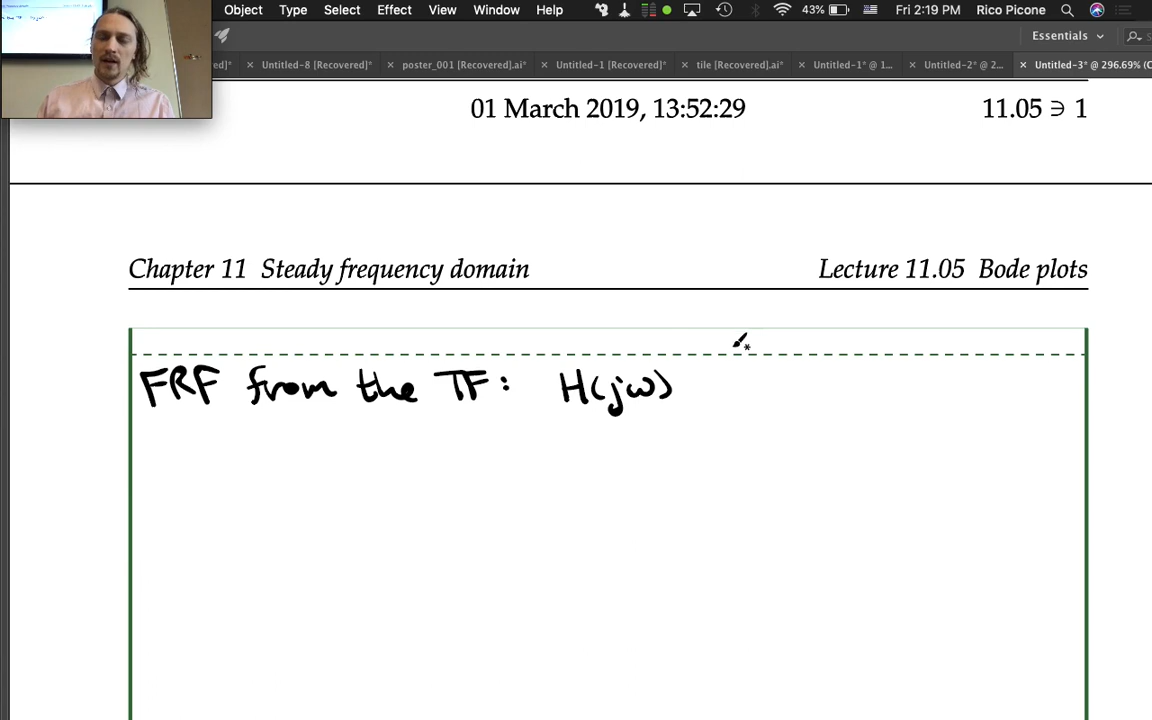 Object Type Select Effect View Window Help 43% Fri 2:19 PM Rico Picone
Essentials
ed]* × Untitled-8 [Recovered]* × poster_001 [Recovered].ai* × Untitled-1 [Recovered]* × tile [Recovered].ai* × Untitled-1* @ 1... × Untitled-2* @ 2... × Untitled-3* @ 296.69% (C
01 March 2019, 13:52:29 11.05 ∋ 1
Chapter 11 Steady frequency domain Lecture 11.05 Bode plots
FRF from the TF: H(jω)